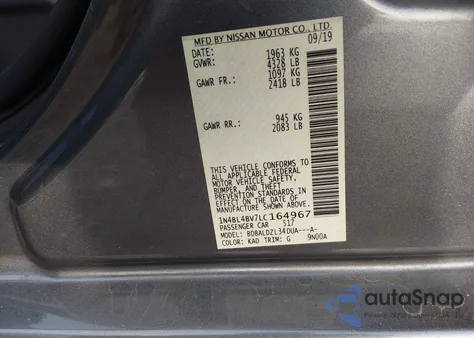 MFD BY NISSAN MOTOR CO., LTD.
DATE: 09/19
GVWR: 1963 KG
4328 LB
GAWR FR.: 1097 KG
2418 LB
GAWR RR.: 945 KG
2083 LB
THIS VEHICLE CONFORMS TO
ALL APPLICABLE FEDERAL
MOTOR VEHICLE SAFETY,
BUMPER, AND THEFT
PREVENTION STANDARDS IN
EFFECT ON THE DATE OF
MANUFACTURE SHOWN ABOVE.
1N4BL4BV7LC164967
PASSENGER CAR 517
MODEL: BDBALDZL34DUA---A-
COLOR: KAD TRIM: G 9N00A
autoSnap